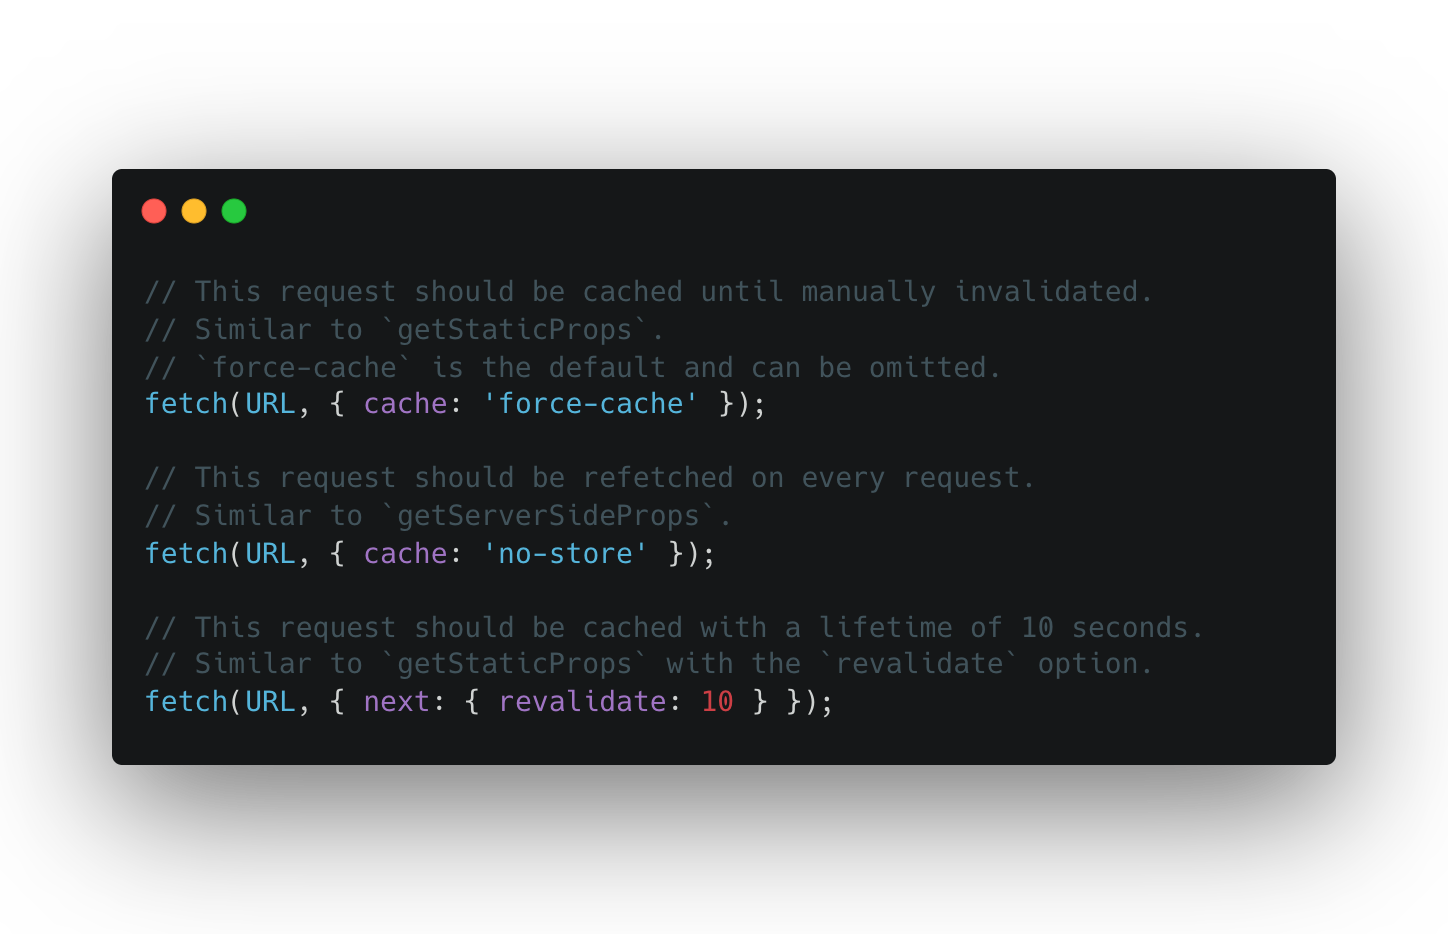 // This request should be cached until manually invalidated.
// Similar to `getStaticProps`.
// `force-cache` is the default and can be omitted.
fetch(URL, { cache: 'force-cache' });
// This request should be refetched on every request.
// Similar to `getServerSideProps`.
fetch(URL, { cache: 'no-store' });
// This request should be cached with a lifetime of 10 seconds.
// Similar to `getStaticProps` with the `revalidate` option.
fetch(URL, { next: { revalidate: 10 } });